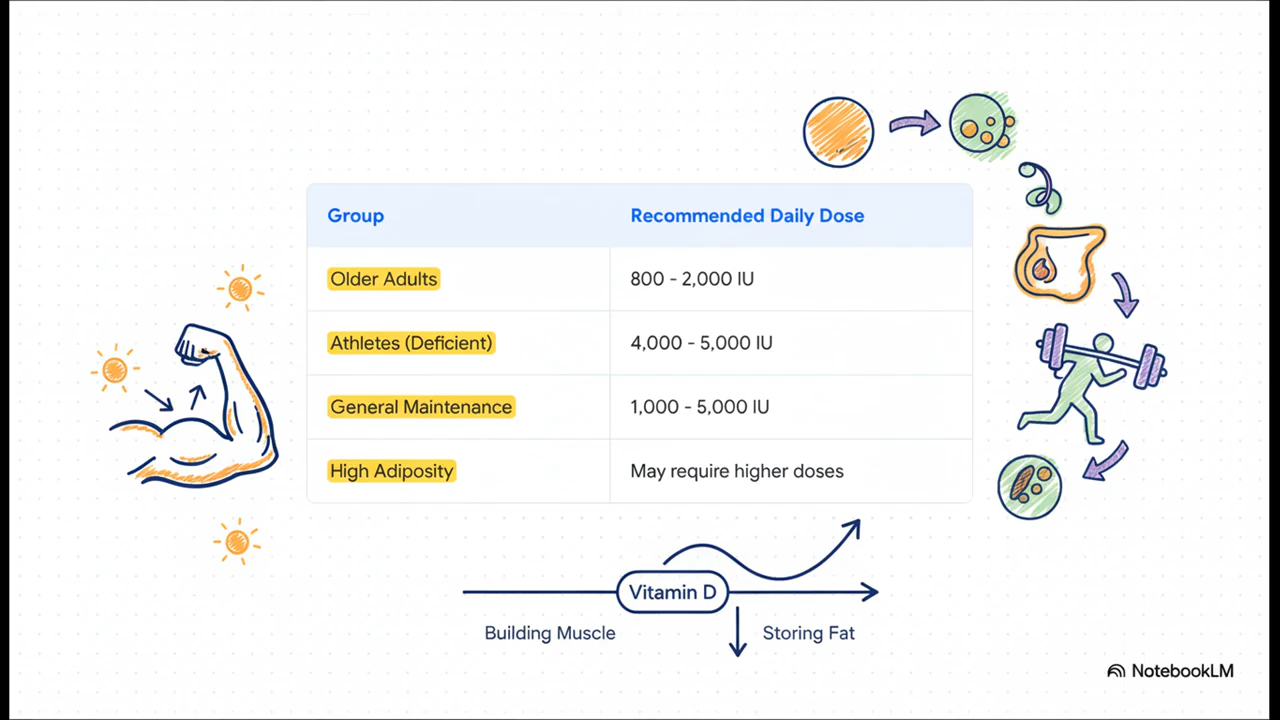 Group
Recommended Daily Dose
Older Adults
800 - 2,000 IU
Athletes (Deficient)
4,000 - 5,000 IU
General Maintenance
1,000 - 5,000 IU
High Adiposity
May require higher doses
Vitamin D
Building Muscle
Storing Fat
NotebookLM